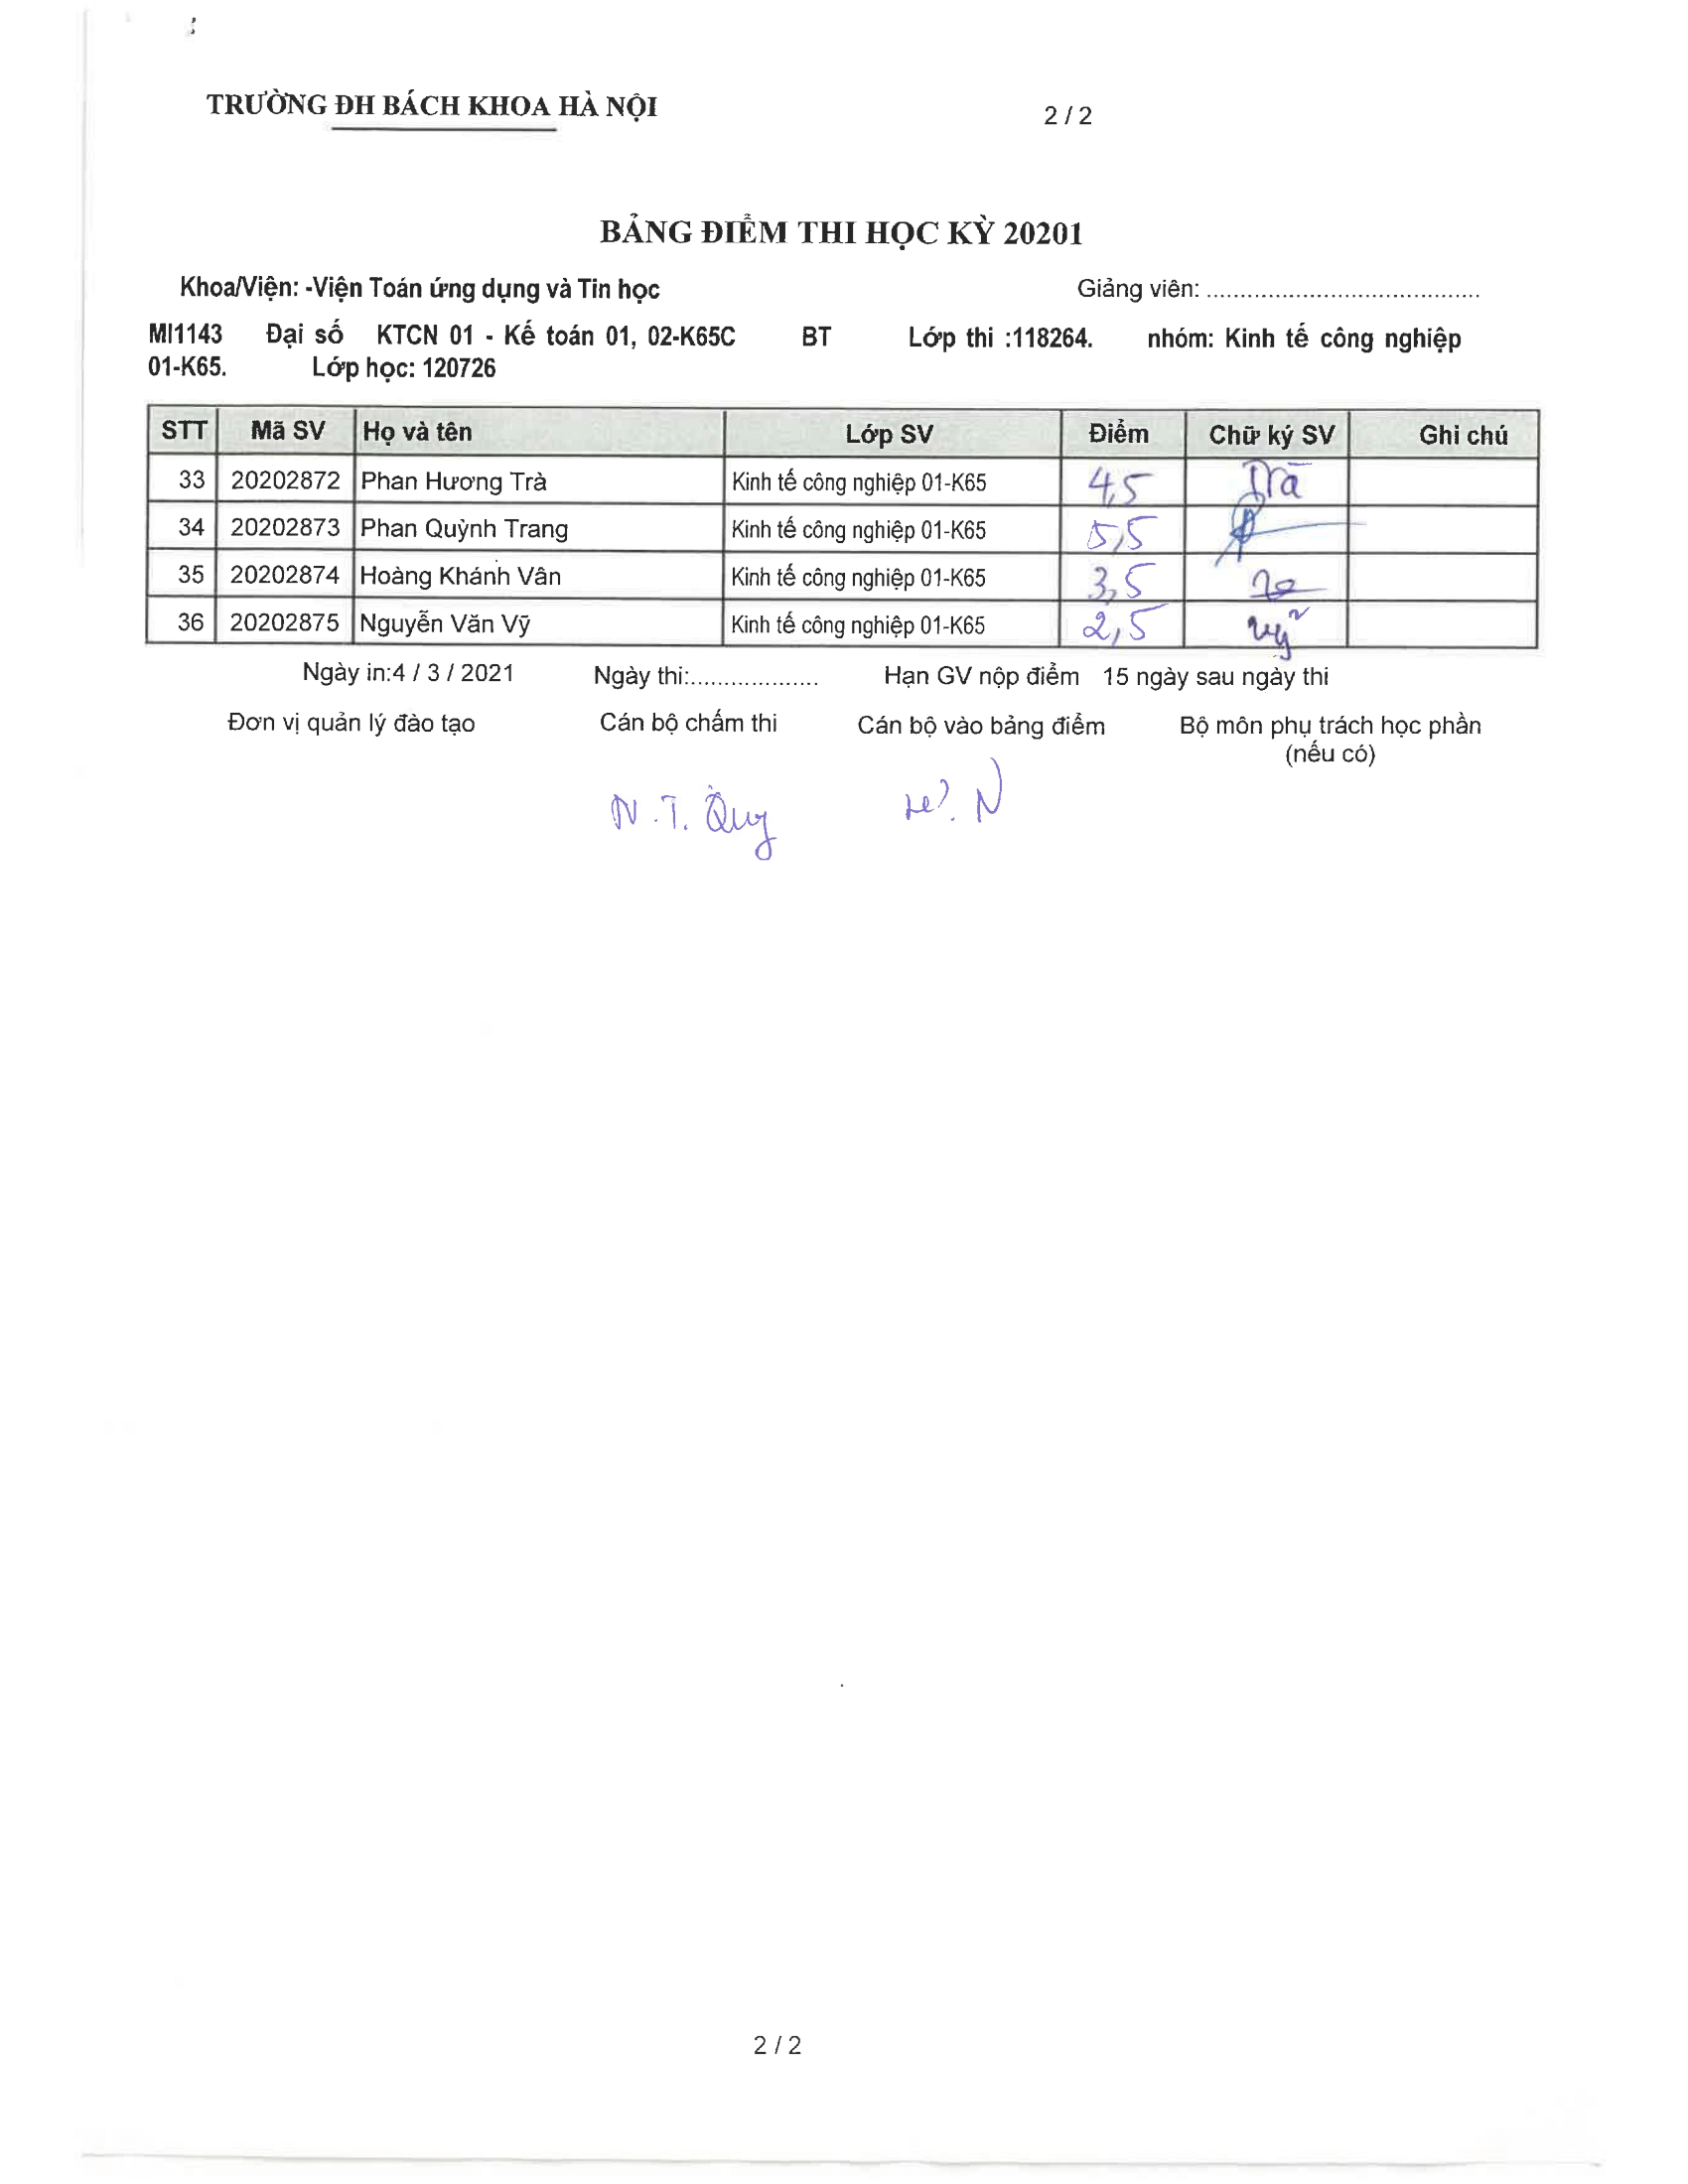 TRƯỜNG ĐH BÁCH KHOA HÀ NỘI
2 / 2
BẢNG ĐIỂM THI HỌC KỲ 20201
Khoa/Viện: -Viện Toán ứng dụng và Tin học Giảng viên: ........................................
MI1143 Đại số KTCN 01 - Kế toán 01, 02-K65C BT Lớp thi :118264. nhóm: Kinh tế công nghiệp
01-K65. Lớp học: 120726
STT Mã SV Họ và tên Lớp SV Điểm Chữ ký SV Ghi chú
33 20202872 Phan Hương Trà Kinh tế công nghiệp 01-K65 4,5 Trà
34 20202873 Phan Quỳnh Trang Kinh tế công nghiệp 01-K65 5,5
35 20202874 Hoàng Khánh Vân Kinh tế công nghiệp 01-K65 3,5
36 20202875 Nguyễn Văn Vỹ Kinh tế công nghiệp 01-K65 2,5 Vỹ
Ngày in:4 / 3 / 2021 Ngày thi:................... Hạn GV nộp điểm 15 ngày sau ngày thi
Đơn vị quản lý đào tạo Cán bộ chấm thi Cán bộ vào bảng điểm Bộ môn phụ trách học phần
(nếu có)
N.T. Quy
2 / 2